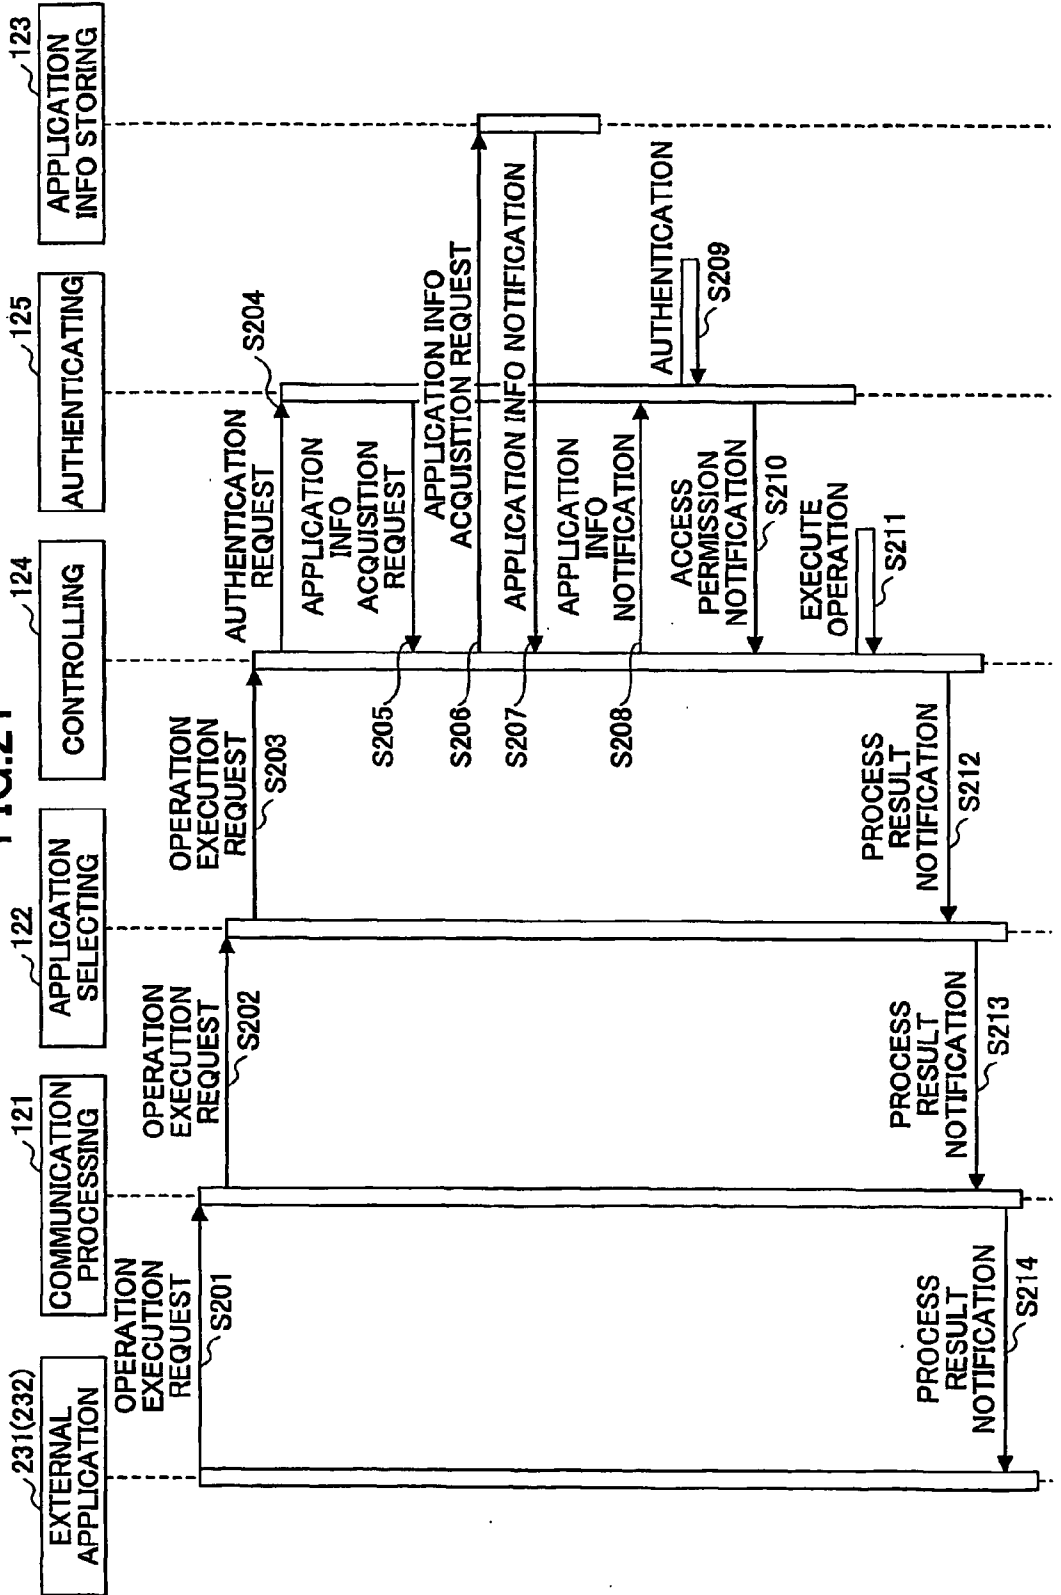 FIG.21
231(232)
EXTERNAL
APPLICATION
121
COMMUNICATION
PROCESSING
122
APPLICATION
SELECTING
124
CONTROLLING
125
AUTHENTICATING
123
APPLICATION
INFO STORING
OPERATION
EXECUTION
REQUEST
S201
OPERATION
EXECUTION
REQUEST
S202
OPERATION
EXECUTION
REQUEST
S203
AUTHENTICATION
REQUEST
S204
APPLICATION
INFO
ACQUISITION
REQUEST
S205
APPLICATION INFO
ACQUISITION REQUEST
S206
APPLICATION INFO NOTIFICATION
S207
APPLICATION
INFO
NOTIFICATION
S208
AUTHENTICATION
S209
ACCESS
PERMISSION
NOTIFICATION
S210
EXECUTE
OPERATION
S211
PROCESS
RESULT
NOTIFICATION
S212
PROCESS
RESULT
NOTIFICATION
S213
PROCESS
RESULT
NOTIFICATION
S214